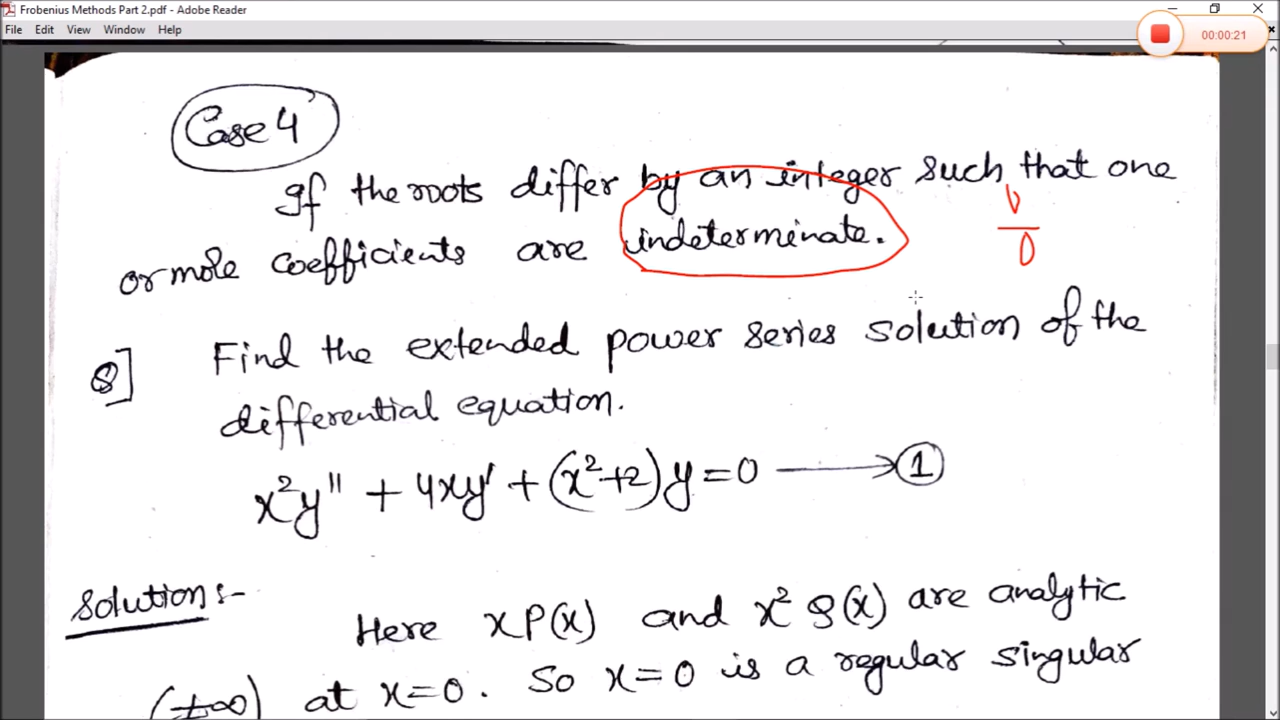 Frobenius Methods Part 2.pdf - Adobe Reader
File Edit View Window Help
00:00:21
Case 4
If the roots differ by an integer such that one
or more coefficients are indeterminate.
0
Q] Find the extended power series solution of the
differential equation.
x²y" + 4xy' + (x²+2)y = 0 ⟶ ①
Solution:-
Here xP(x) and x² Q(x) are analytic
(≠∞) at x=0. So x=0 is a regular singular